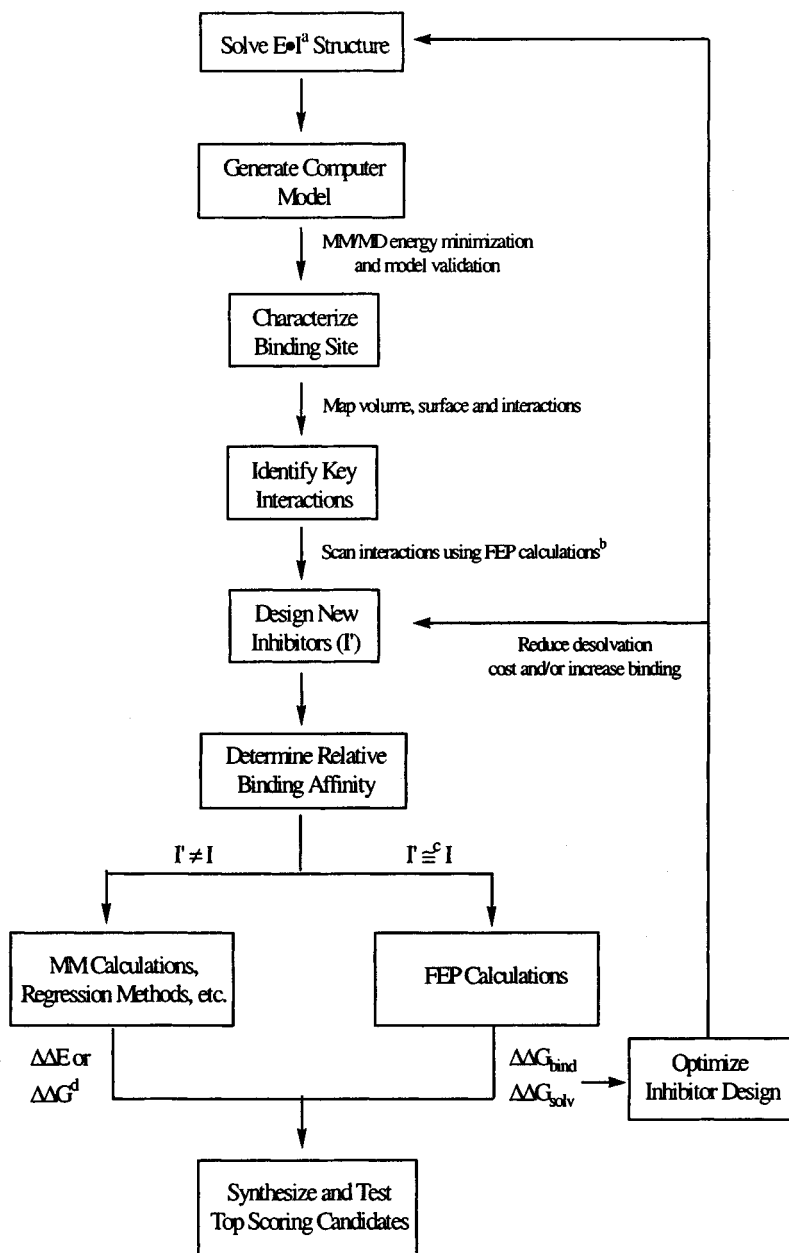 Solve E•Iᵃ Structure
Generate Computer
Model
MM/MD energy minimization
and model validation
Characterize
Binding Site
Map volume, surface and interactions
Identify Key
Interactions
Scan interactions using FEP calculationsᵇ
Design New
Inhibitors (I')
Reduce desolvation
cost and/or increase binding
Determine Relative
Binding Affinity
I' ≠ I
I' ≅ᶜ I
MM Calculations,
Regression Methods, etc.
FEP Calculations
ΔΔE or
ΔΔGᵈ
ΔΔG_bind
ΔΔG_solv
Optimize
Inhibitor Design
Synthesize and Test
Top Scoring Candidates